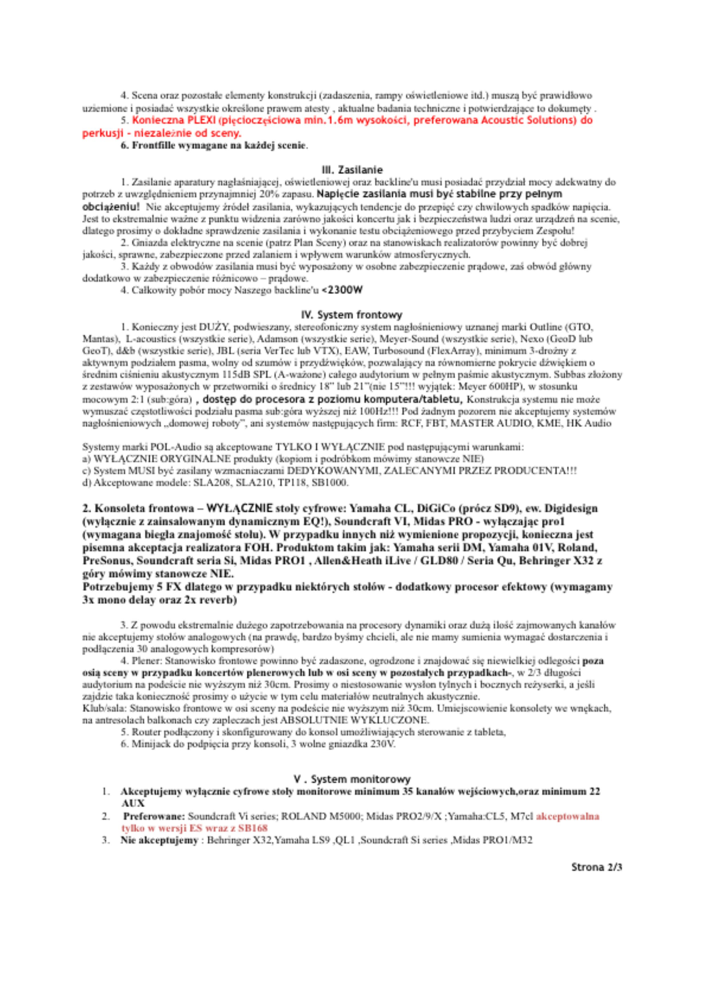 4. Scena oraz pozostałe elementy konstrukcji (zadaszenia, rampy oświetleniowe itd.) muszą być prawidłowo
uziemione i posiadać wszystkie określone prawem atesty , aktualne badania techniczne i potwierdzające to dokumęty .
5. Konieczna PLEXI (pięcioczęściowa min.1.6m wysokości, preferowana Acoustic Solutions) do
perkusji - niezależnie od sceny.
6. Frontfille wymagane na każdej scenie.
III. Zasilanie
1. Zasilanie aparatury nagłaśniającej, oświetleniowej oraz backline'u musi posiadać przydział mocy adekwatny do
potrzeb z uwzględnieniem przynajmniej 20% zapasu. Napięcie zasilania musi być stabilne przy pełnym
obciążeniu! Nie akceptujemy źródeł zasilania, wykazujących tendencje do przepięć czy chwilowych spadków napięcia.
Jest to ekstremalnie ważne z punktu widzenia zarówno jakości koncertu jak i bezpieczeństwa ludzi oraz urządzeń na scenie,
dlatego prosimy o dokładne sprawdzenie zasilania i wykonanie testu obciążeniowego przed przybyciem Zespołu!
2. Gniazda elektryczne na scenie (patrz Plan Sceny) oraz na stanowiskach realizatorów powinny być dobrej
jakości, sprawne, zabezpieczone przed zalaniem i wpływem warunków atmosferycznych.
3. Każdy z obwodów zasilania musi być wyposażony w osobne zabezpieczenie prądowe, zaś obwód główny
dodatkowo w zabezpieczenie różnicowo – prądowe.
4. Całkowity pobór mocy Naszego backline'u <2300W
IV. System frontowy
1. Konieczny jest DUŻY, podwieszany, stereofoniczny system nagłośnieniowy uznanej marki Outline (GTO,
Mantas), L-acoustics (wszystkie serie), Adamson (wszystkie serie), Meyer-Sound (wszystkie serie), Nexo (GeoD lub
GeoT), d&b (wszystkie serie), JBL (seria VerTec lub VTX), EAW, Turbosound (FlexArray), minimum 3-drożny z
aktywnym podziałem pasma, wolny od szumów i przydźwięków, pozwalający na równomierne pokrycie dźwiękiem o
średnim ciśnieniu akustycznym 115dB SPL (A-ważone) całego audytorium w pełnym paśmie akustycznym. Subbas złożony
z zestawów wyposażonych w przetworniki o średnicy 18” lub 21”(nie 15”!!! wyjątek: Meyer 600HP), w stosunku
mocowym 2:1 (sub:góra) , dostęp do procesora z poziomu komputera/tabletu, Konstrukcja systemu nie może
wymuszać częstotliwości podziału pasma sub:góra wyższej niż 100Hz!!! Pod żadnym pozorem nie akceptujemy systemów
nagłośnieniowych „domowej roboty”, ani systemów następujących firm: RCF, FBT, MASTER AUDIO, KME, HK Audio
Systemy marki POL-Audio są akceptowane TYLKO I WYŁĄCZNIE pod następującymi warunkami:
a) WYŁĄCZNIE ORYGINALNE produkty (kopiom i podróbkom mówimy stanowcze NIE)
c) System MUSI być zasilany wzmacniaczami DEDYKOWANYMI, ZALECANYMI PRZEZ PRODUCENTA!!!
d) Akceptowane modele: SLA208, SLA210, TP118, SB1000.
2. Konsoleta frontowa – WYŁĄCZNIE stoły cyfrowe: Yamaha CL, DiGiCo (prócz SD9), ew. Digidesign
(wyłącznie z zainsalowanym dynamicznym EQ!), Soundcraft VI, Midas PRO - wyłączając pro1
(wymagana biegła znajomość stołu). W przypadku innych niż wymienione propozycji, konieczna jest
pisemna akceptacja realizatora FOH. Produktom takim jak: Yamaha serii DM, Yamaha 01V, Roland,
PreSonus, Soundcraft seria Si, Midas PRO1 , Allen&Heath iLive / GLD80 / Seria Qu, Behringer X32 z
góry mówimy stanowcze NIE.
Potrzebujemy 5 FX dlatego w przypadku niektórych stołów - dodatkowy procesor efektowy (wymagamy
3x mono delay oraz 2x reverb)
3. Z powodu ekstremalnie dużego zapotrzebowania na procesory dynamiki oraz dużą ilość zajmowanych kanałów
nie akceptujemy stołów analogowych (na prawdę, bardzo byśmy chcieli, ale nie mamy sumienia wymagać dostarczenia i
podłączenia 30 analogowych kompresorów)
4. Plener: Stanowisko frontowe powinno być zadaszone, ogrodzone i znajdować się niewielkiej odlegości poza
osią sceny w przypadku koncertów plenerowych lub w osi sceny w pozostałych przypadkach-, w 2/3 długości
audytorium na podeście nie wyższym niż 30cm. Prosimy o niestosowanie wysłon tylnych i bocznych reżyserki, a jeśli
zajdzie taka konieczność prosimy o użycie w tym celu materiałów neutralnych akustycznie.
Klub/sala: Stanowisko frontowe w osi sceny na podeście nie wyższym niż 30cm. Umiejscowienie konsolety we wnękach,
na antresolach balkonach czy zapleczach jest ABSOLUTNIE WYKLUCZONE.
5. Router podłączony i skonfigurowany do konsol umożliwiających sterowanie z tableta,
6. Minijack do podpięcia przy konsoli, 3 wolne gniazdka 230V.
V . System monitorowy
1. Akceptujemy wyłącznie cyfrowe stoły monitorowe minimum 35 kanałów wejściowych,oraz minimum 22
AUX
2. Preferowane: Soundcraft Vi series; ROLAND M5000; Midas PRO2/9/X ;Yamaha:CL5, M7cl akceptowalna
tylko w wersji ES wraz z SB168
3. Nie akceptujemy : Behringer X32,Yamaha LS9 ,QL1 ,Soundcraft Si series ,Midas PRO1/M32
Strona 2/3